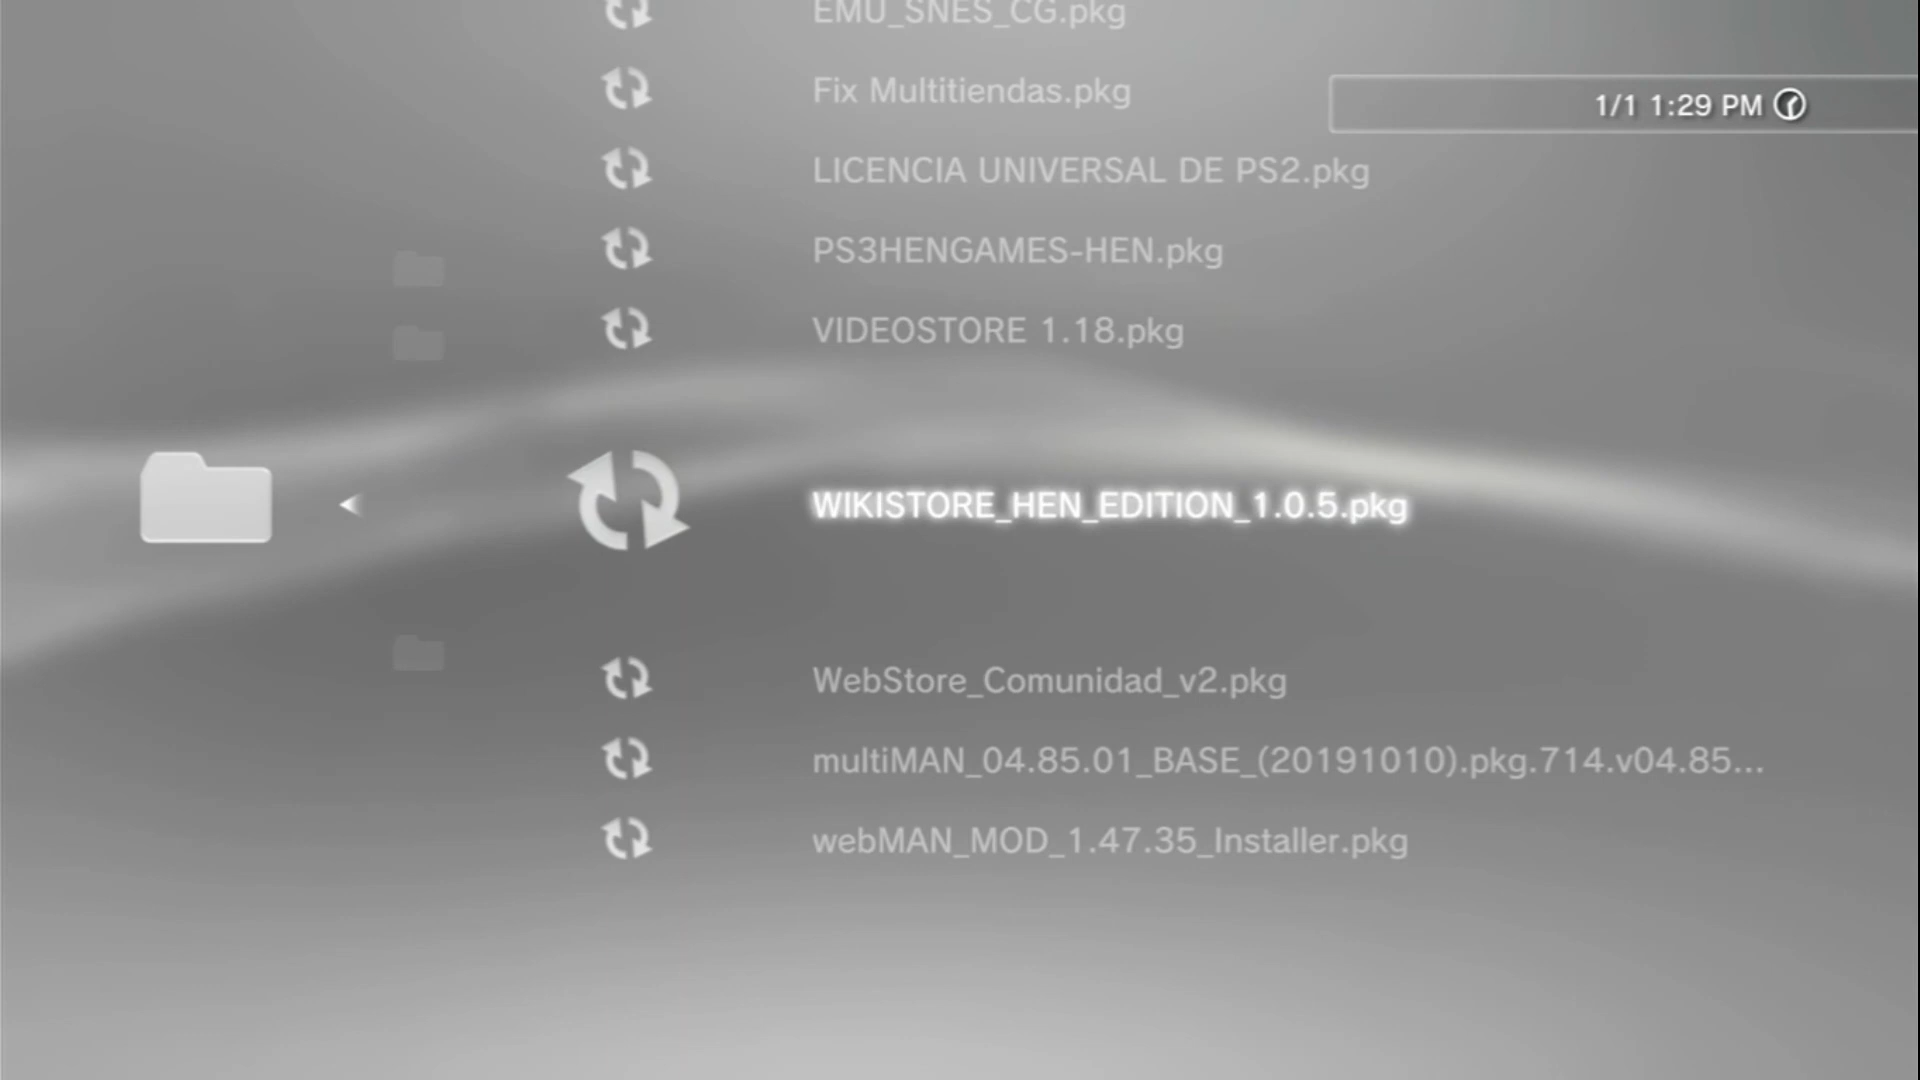 EMU_SNES_CG.pkg
Fix Multitiendas.pkg
1/1 1:29 PM
LICENCIA UNIVERSAL DE PS2.pkg
PS3HENGAMES-HEN.pkg
VIDEOSTORE 1.18.pkg
WIKISTORE_HEN_EDITION_1.0.5.pkg
WebStore_Comunidad_v2.pkg
multiMAN_04.85.01_BASE_(20191010).pkg.714.v04.85...
webMAN_MOD_1.47.35_Installer.pkg